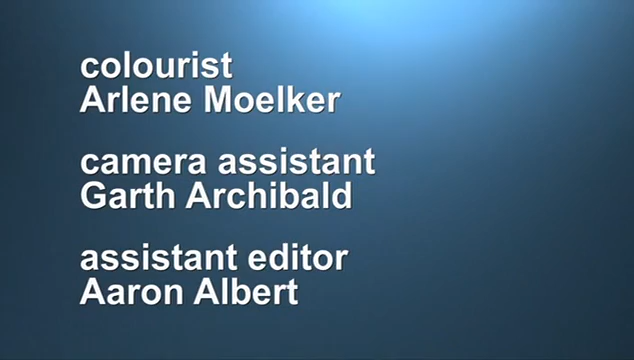 colourist
Arlene Moelker
camera assistant
Garth Archibald
assistant editor
Aaron Albert